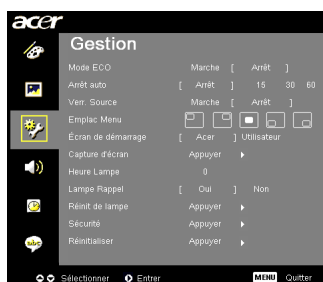 acer
Gestion
Mode ECO Marche [ Arrêt ]
Arrêt auto [ Arrêt ] 15 30 60
Verr. Source Marche [ Arrêt ]
Emplac Menu
Écran de démarrage [ Acer ] Utilisateur
Capture d'écran Appuyer
Heure Lampe 0
Lampe Rappel [ Oui ] Non
Réinit de lampe Appuyer
Sécurité Appuyer
Réinitialiser Appuyer
abc
Sélectionner Entrer MENU Quitter